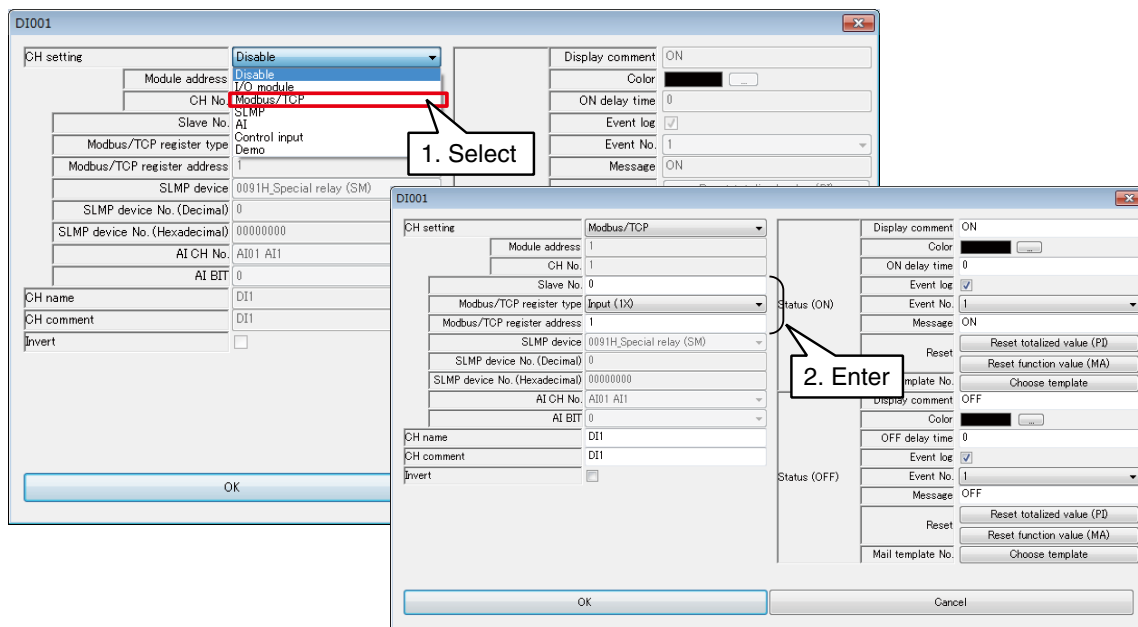 DI001
CH setting
Disable
Display comment
ON
Module address
Disable
Color
...
I/O module
CH No.
Modbus/TCP
ON delay time
0
Slave No.
SLMP
AI
Event log
Modbus/TCP register type
Control input
Demo
Event No.
1
1. Select
Modbus/TCP register address
1
Message
ON
SLMP device
0091H_Special relay (SM)
SLMP device No. (Decimal)
0
SLMP device No. (Hexadecimal)
00000000
AI CH No.
AI01 AI1
AI BIT
0
CH name
DI1
CH comment
DI1
Invert
OK
DI001
CH setting
Modbus/TCP
Module address
1
CH No.
1
Slave No.
0
Modbus/TCP register type
Input (1X)
Modbus/TCP register address
1
SLMP device
0091H_Special relay (SM)
SLMP device No. (Decimal)
0
SLMP device No. (Hexadecimal)
00000000
AI CH No.
AI01 AI1
AI BIT
0
CH name
DI1
CH comment
DI1
Invert
2. Enter
Status (ON)
Display comment
ON
Color
...
ON delay time
0
Event log
Event No.
1
Message
ON
Reset
Reset totalized value (PI)
Reset function value (MA)
mplate No.
Choose template
Status (OFF)
Display comment
OFF
Color
...
OFF delay time
0
Event log
Event No.
1
Message
OFF
Reset
Reset totalized value (PI)
Reset function value (MA)
Mail template No.
Choose template
OK
Cancel